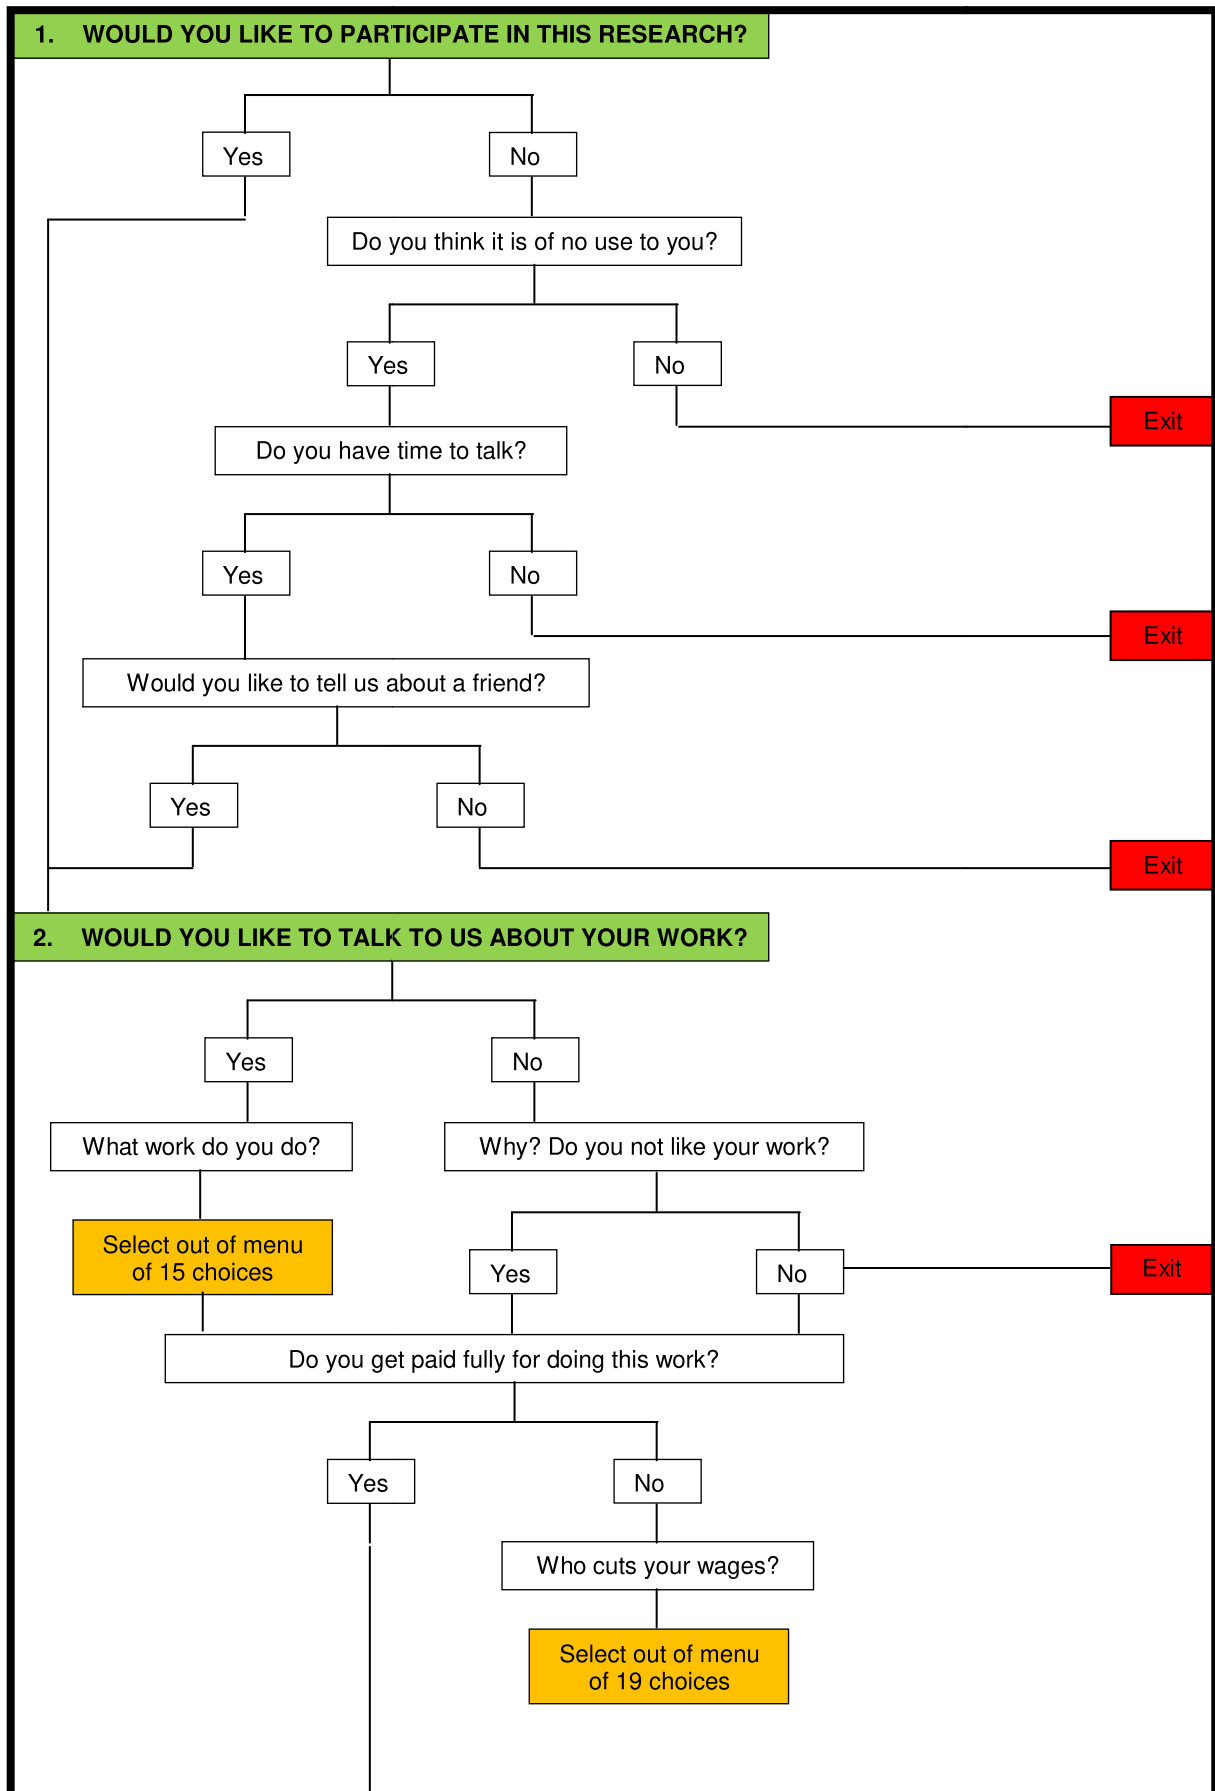 1. WOULD YOU LIKE TO PARTICIPATE IN THIS RESEARCH?
Yes
No
Do you think it is of no use to you?
Yes
No
Exit
Do you have time to talk?
Yes
No
Exit
Would you like to tell us about a friend?
Yes
No
Exit
2. WOULD YOU LIKE TO TALK TO US ABOUT YOUR WORK?
Yes
No
What work do you do?
Why? Do you not like your work?
Select out of menu
of 15 choices
Yes
No
Exit
Do you get paid fully for doing this work?
Yes
No
Who cuts your wages?
Select out of menu
of 19 choices